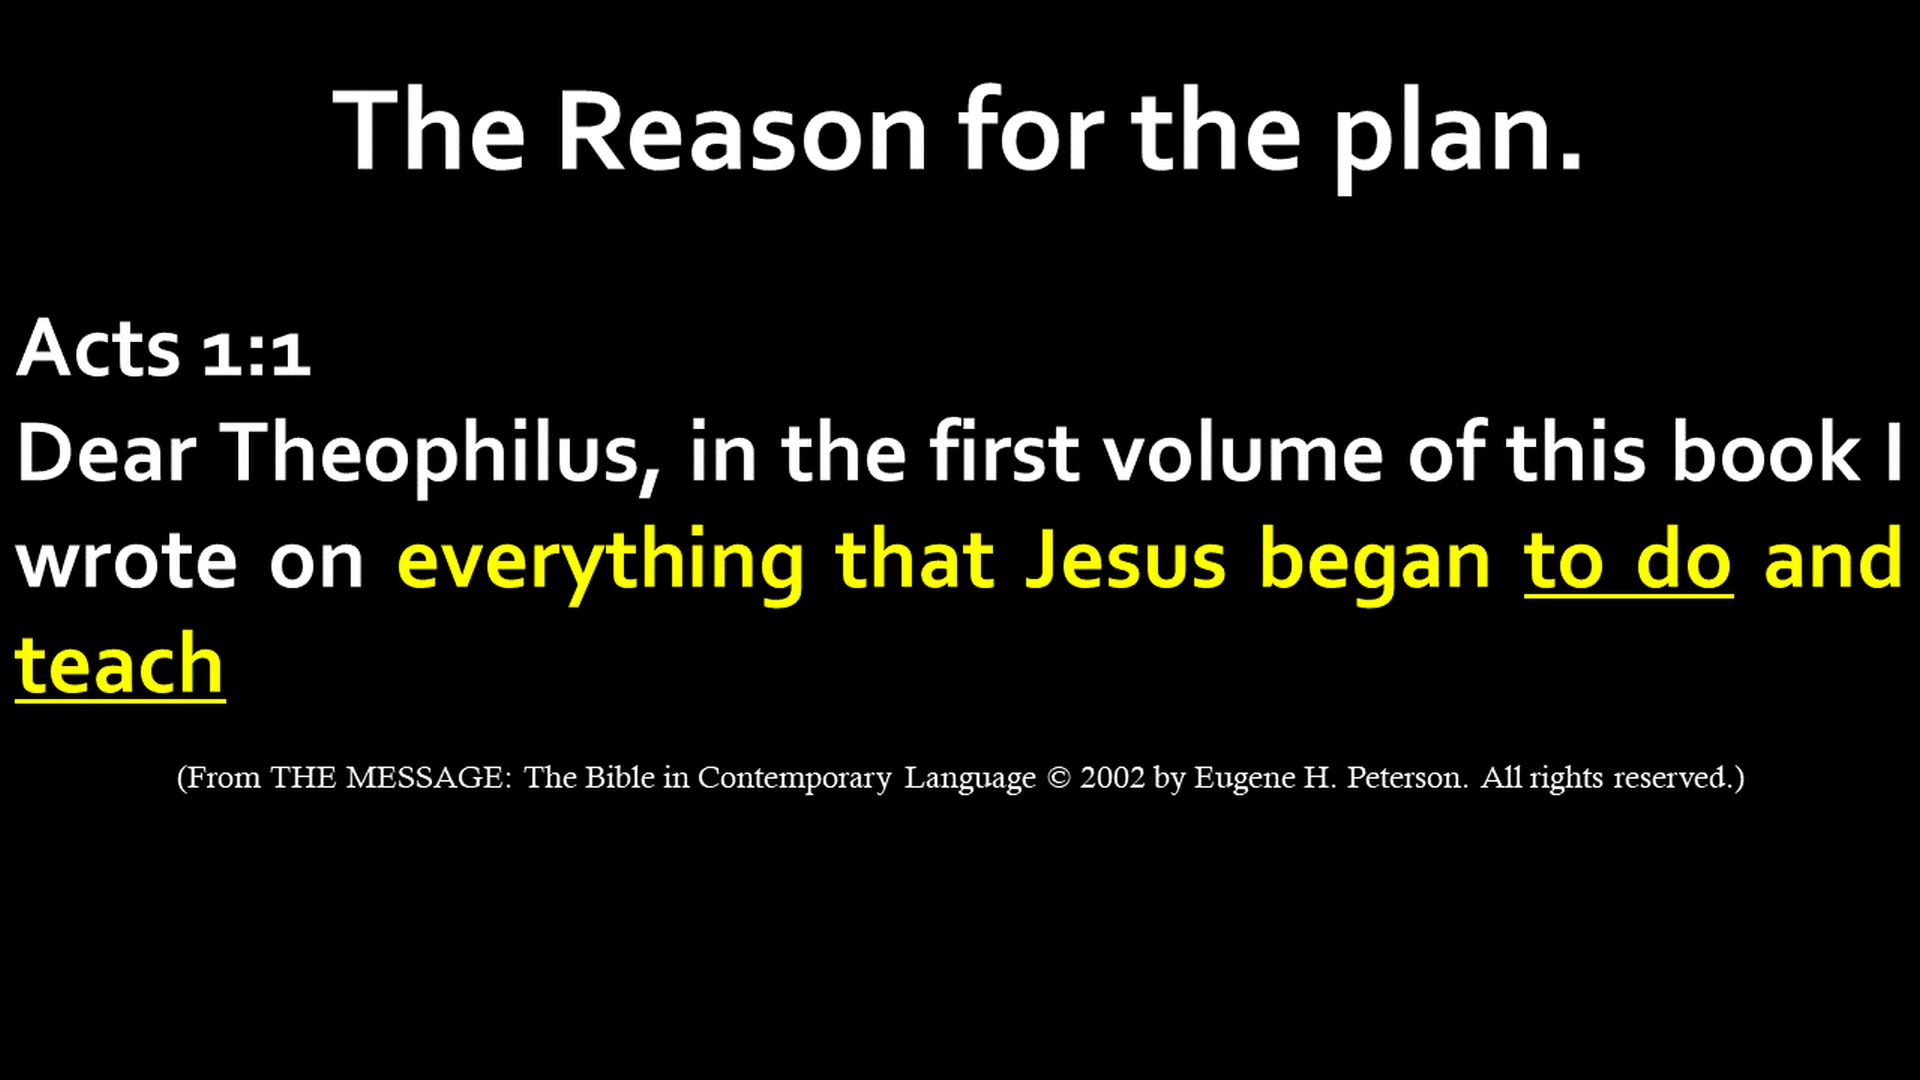 The Reason for the plan.
Acts 1:1
Dear Theophilus, in the first volume of this book I
wrote on everything that Jesus began to do and
teach
(From THE MESSAGE: The Bible in Contemporary Language © 2002 by Eugene H. Peterson. All rights reserved.)